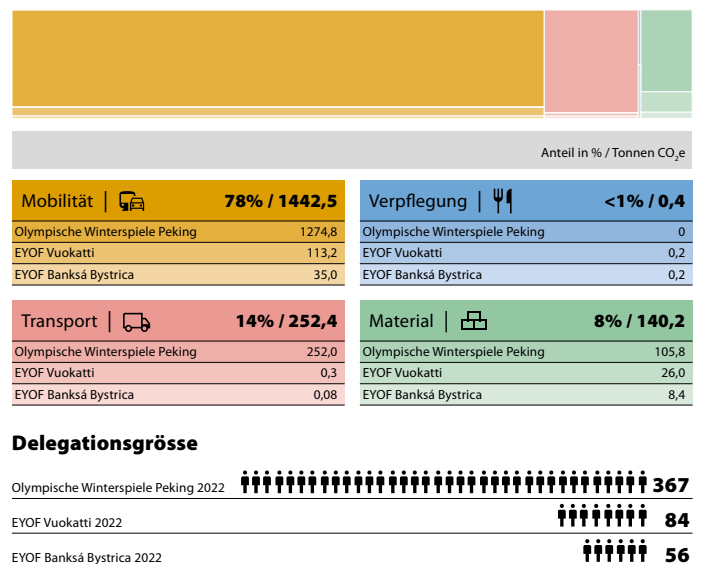 Anteil in % / Tonnen CO₂e
Mobilität | 78% / 1442,5
Olympische Winterspiele Peking 1274,8
EYOF Vuokatti 113,2
EYOF Banksá Bystrica 35,0
Verpflegung | <1% / 0,4
Olympische Winterspiele Peking 0
EYOF Vuokatti 0,2
EYOF Banksá Bystrica 0,2
Transport | 14% / 252,4
Olympische Winterspiele Peking 252,0
EYOF Vuokatti 0,3
EYOF Banksá Bystrica 0,08
Material | 8% / 140,2
Olympische Winterspiele Peking 105,8
EYOF Vuokatti 26,0
EYOF Banksá Bystrica 8,4
Delegationsgrösse
Olympische Winterspiele Peking 2022 367
EYOF Vuokatti 2022 84
EYOF Banksá Bystrica 2022 56